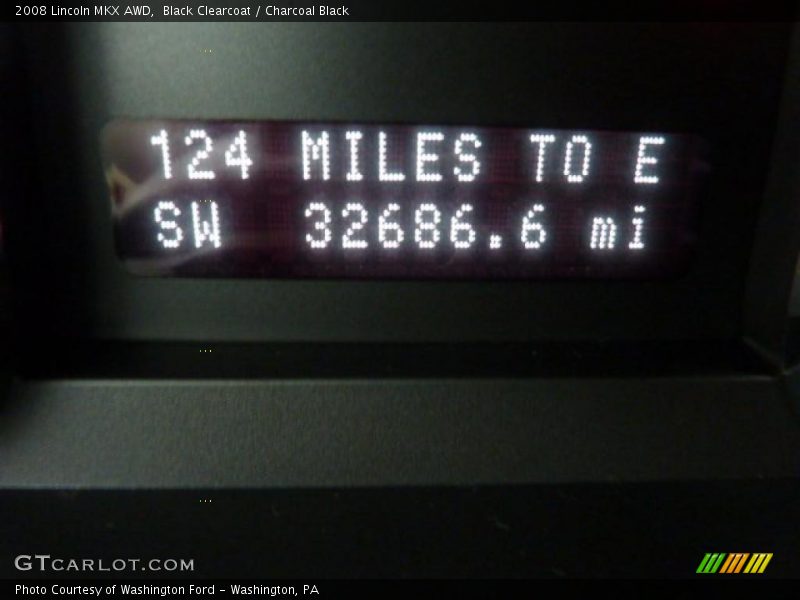 2008 Lincoln MKX AWD,  Black Clearcoat / Charcoal Black
124 MILES TO E
SW 32686.6 mi
GTCARLOT.COM
Photo Courtesy of Washington Ford - Washington, PA